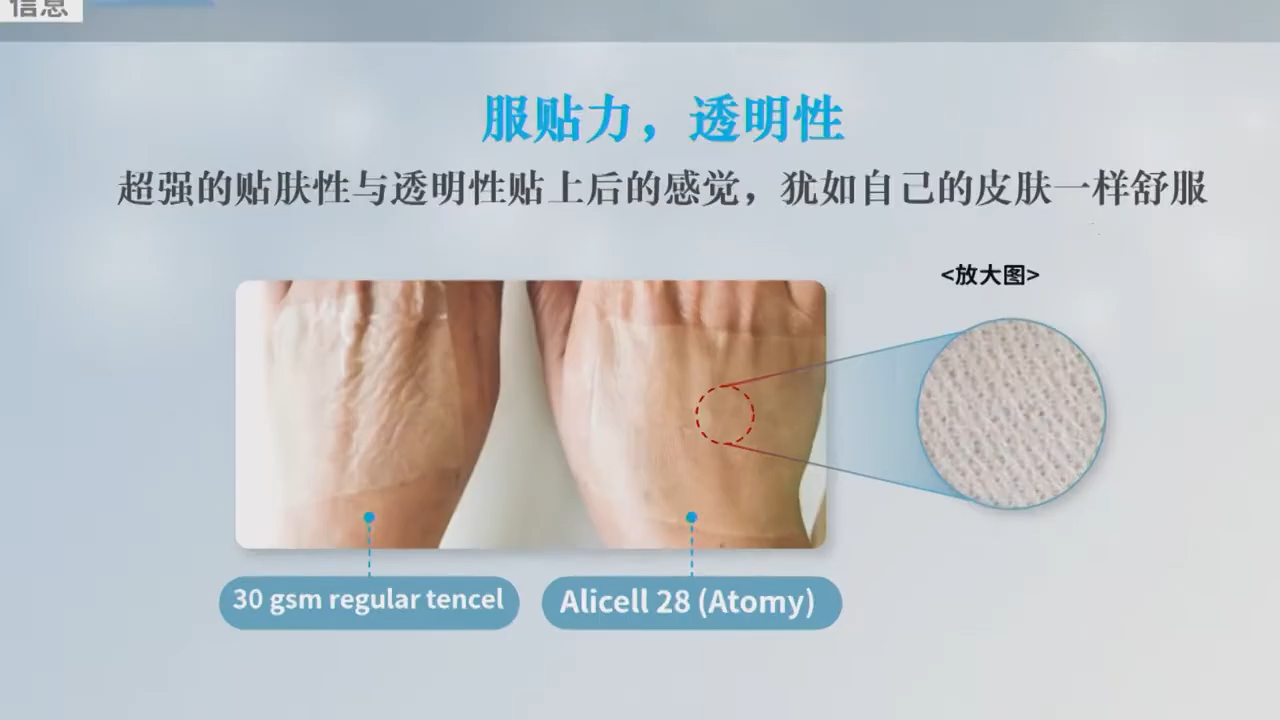 信息
服贴力，透明性
超强的贴肤性与透明性贴上后的感觉，犹如自己的皮肤一样舒服
<放大图>
30 gsm regular tencel
Alicell 28 (Atomy)